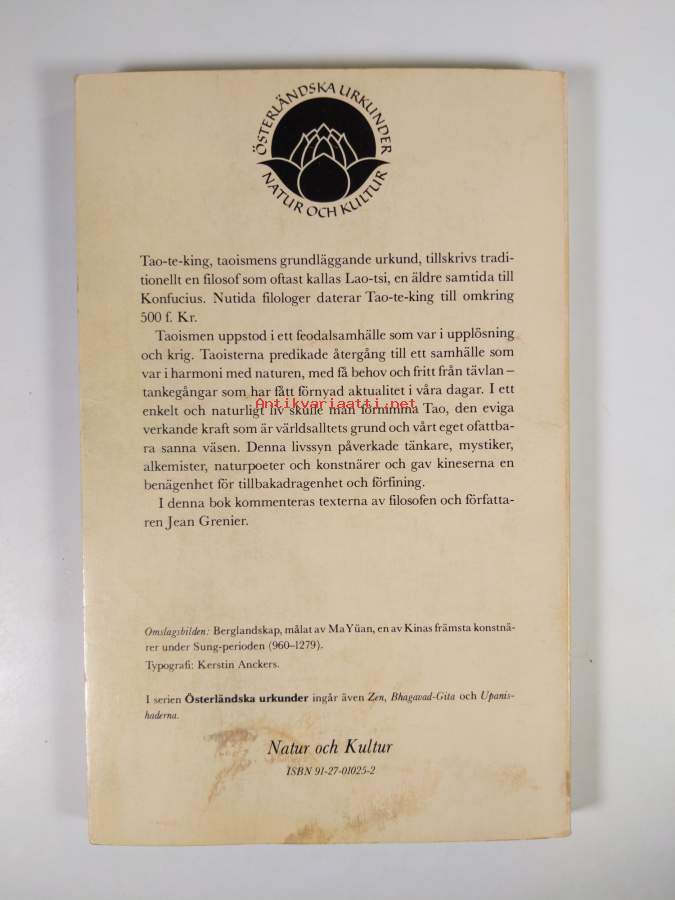 ÖSTERLÄNDSKA URKUNDER
NATUR OCH KULTUR
Tao-te-king, taoismens grundläggande urkund, tillskrivs tradi-
tionellt en filosof som oftast kallas Lao-tsi, en äldre samtida till
Konfucius. Nutida filologer daterar Tao-te-king till omkring
500 f. Kr.
Taoismen uppstod i ett feodalsamhälle som var i upplösning
och krig. Taoisterna predikade återgång till ett samhälle som
var i harmoni med naturen, med få behov och fritt från tävlan –
tankegångar som har fått förnyad aktualitet i våra dagar. I ett
Antikvariaatti.net
enkelt och naturligt liv skulle man förnimma Tao, den eviga
verkande kraft som är världsalltets grund och vårt eget ofattba-
ra sanna väsen. Denna livssyn påverkade tänkare, mystiker,
alkemister, naturpoeter och konstnärer och gav kineserna en
benägenhet för tillbakadragenhet och förfining.
I denna bok kommenteras texterna av filosofen och författa-
ren Jean Grenier.
Omslagsbilden: Berglandskap, målat av Ma Yüan, en av Kinas främsta konstnä-
rer under Sung-perioden (960–1279).
Typografi: Kerstin Anckers.
I serien Österländska urkunder ingår även Zen, Bhagavad-Gita och Upanis-
haderna.
Natur och Kultur
ISBN 91-27-01025-2